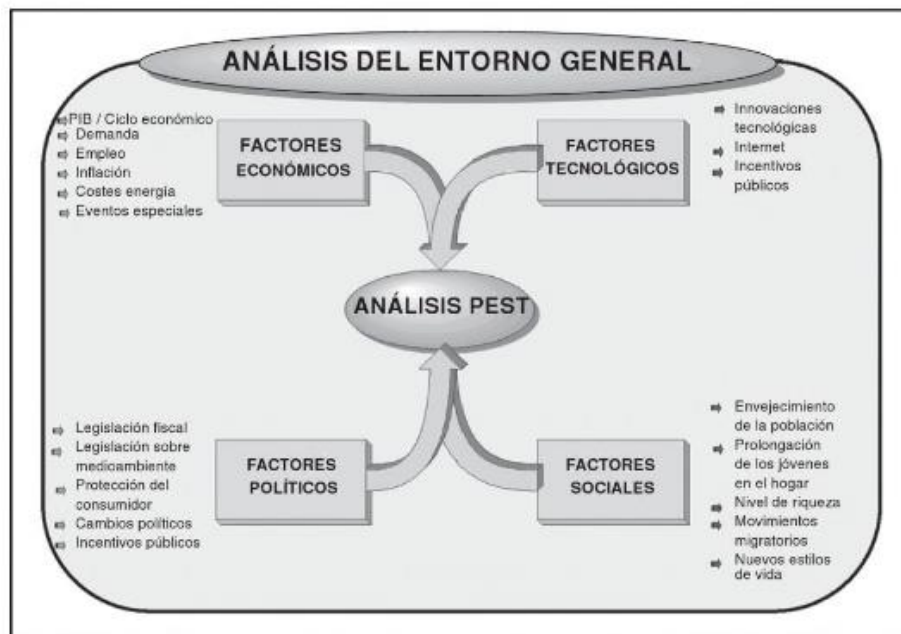 ANÁLISIS DEL ENTORNO GENERAL
PIB / Ciclo económico
Demanda
Empleo
Inflación
Costes energia
Eventos especiales
FACTORES
ECONÓMICOS
FACTORES
TECNOLÓGICOS
Innovaciones
tecnológicas
Internet
Incentivos
públicos
ANÁLISIS PEST
Legislación fiscal
Legislación sobre
medioambiente
Protección del
consumidor
Cambios políticos
Incentivos públicos
FACTORES
POLÍTICOS
FACTORES
SOCIALES
Envejecimiento
de la población
Prolongación
de los jóvenes
en el hogar
Nivel de riqueza
Movimientos
migratorios
Nuevos estilos
de vida